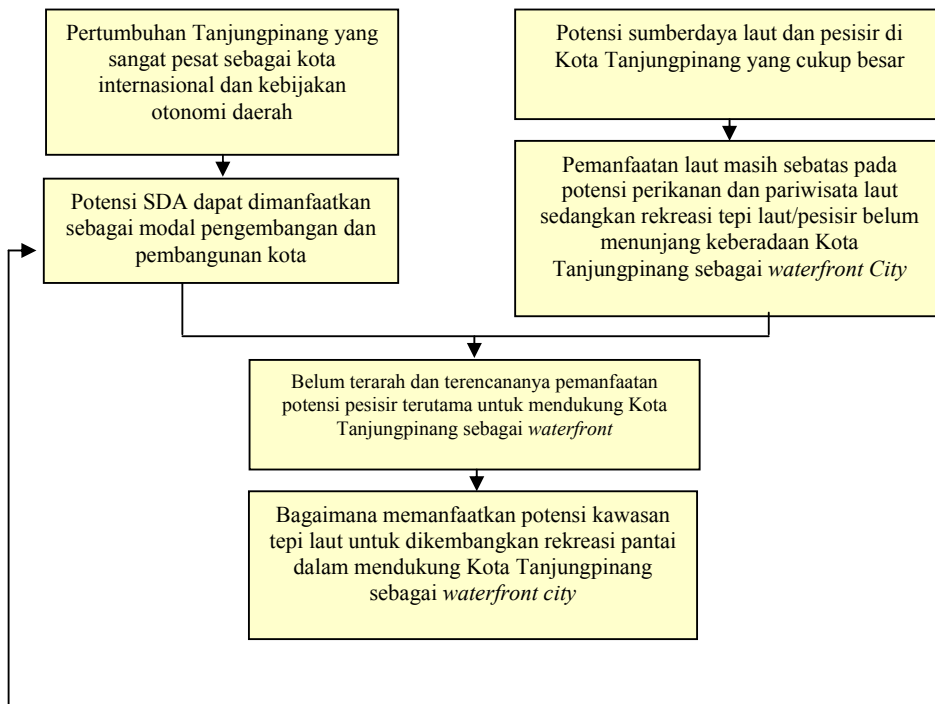 Pertumbuhan Tanjungpinang yang
sangat pesat sebagai kota
internasional dan kebijakan
otonomi daerah
Potensi sumberdaya laut dan pesisir di
Kota Tanjungpinang yang cukup besar
Potensi SDA dapat dimanfaatkan
sebagai modal pengembangan dan
pembangunan kota
Pemanfaatan laut masih sebatas pada
potensi perikanan dan pariwisata laut
sedangkan rekreasi tepi laut/pesisir belum
menunjang keberadaan Kota
Tanjungpinang sebagai waterfront City
Belum terarah dan terencananya pemanfaatan
potensi pesisir terutama untuk mendukung Kota
Tanjungpinang sebagai waterfront
Bagaimana memanfaatkan potensi kawasan
tepi laut untuk dikembangkan rekreasi pantai
dalam mendukung Kota Tanjungpinang
sebagai waterfront city